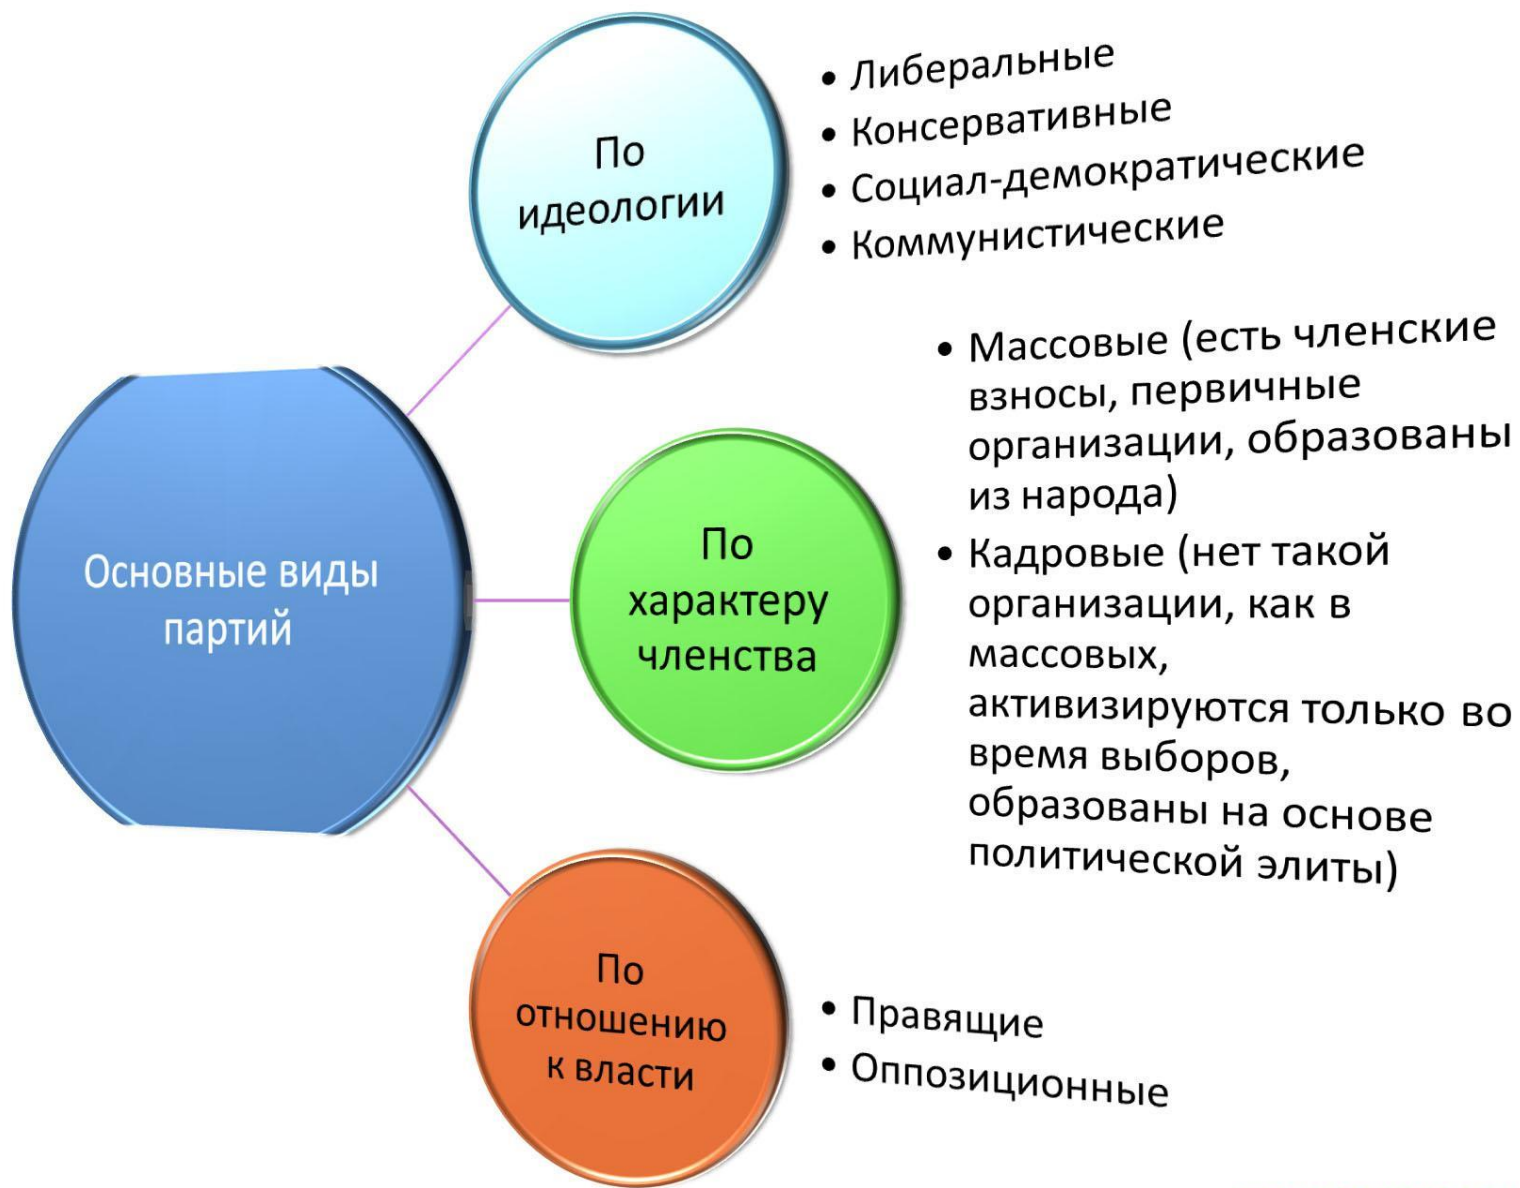 Основные виды
партий
По
идеологии
• Либеральные
• Консервативные
• Социал-демократические
• Коммунистические
По
характеру
членства
• Массовые (есть членские
взносы, первичные
организации, образованы
из народа)
• Кадровые (нет такой
организации, как в
массовых,
активизируются только во
время выборов,
образованы на основе
политической элиты)
По
отношению
к власти
• Правящие
• Оппозиционные